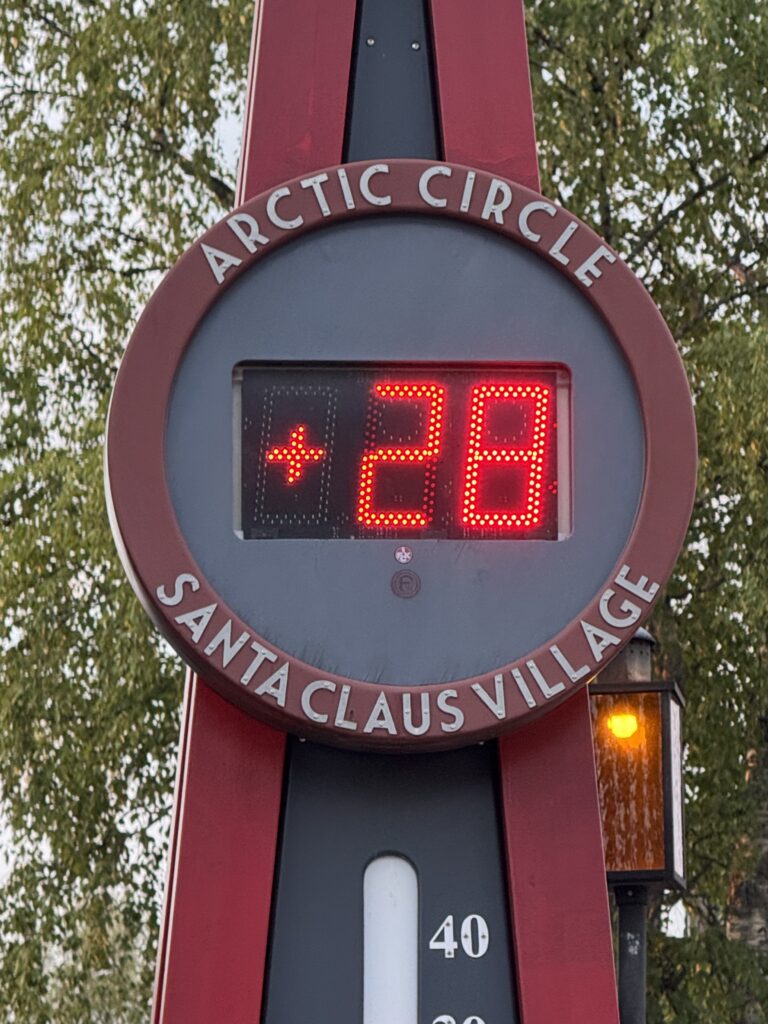 ARCTIC CIRCLE
+28
SANTA CLAUS VILLAGE
40